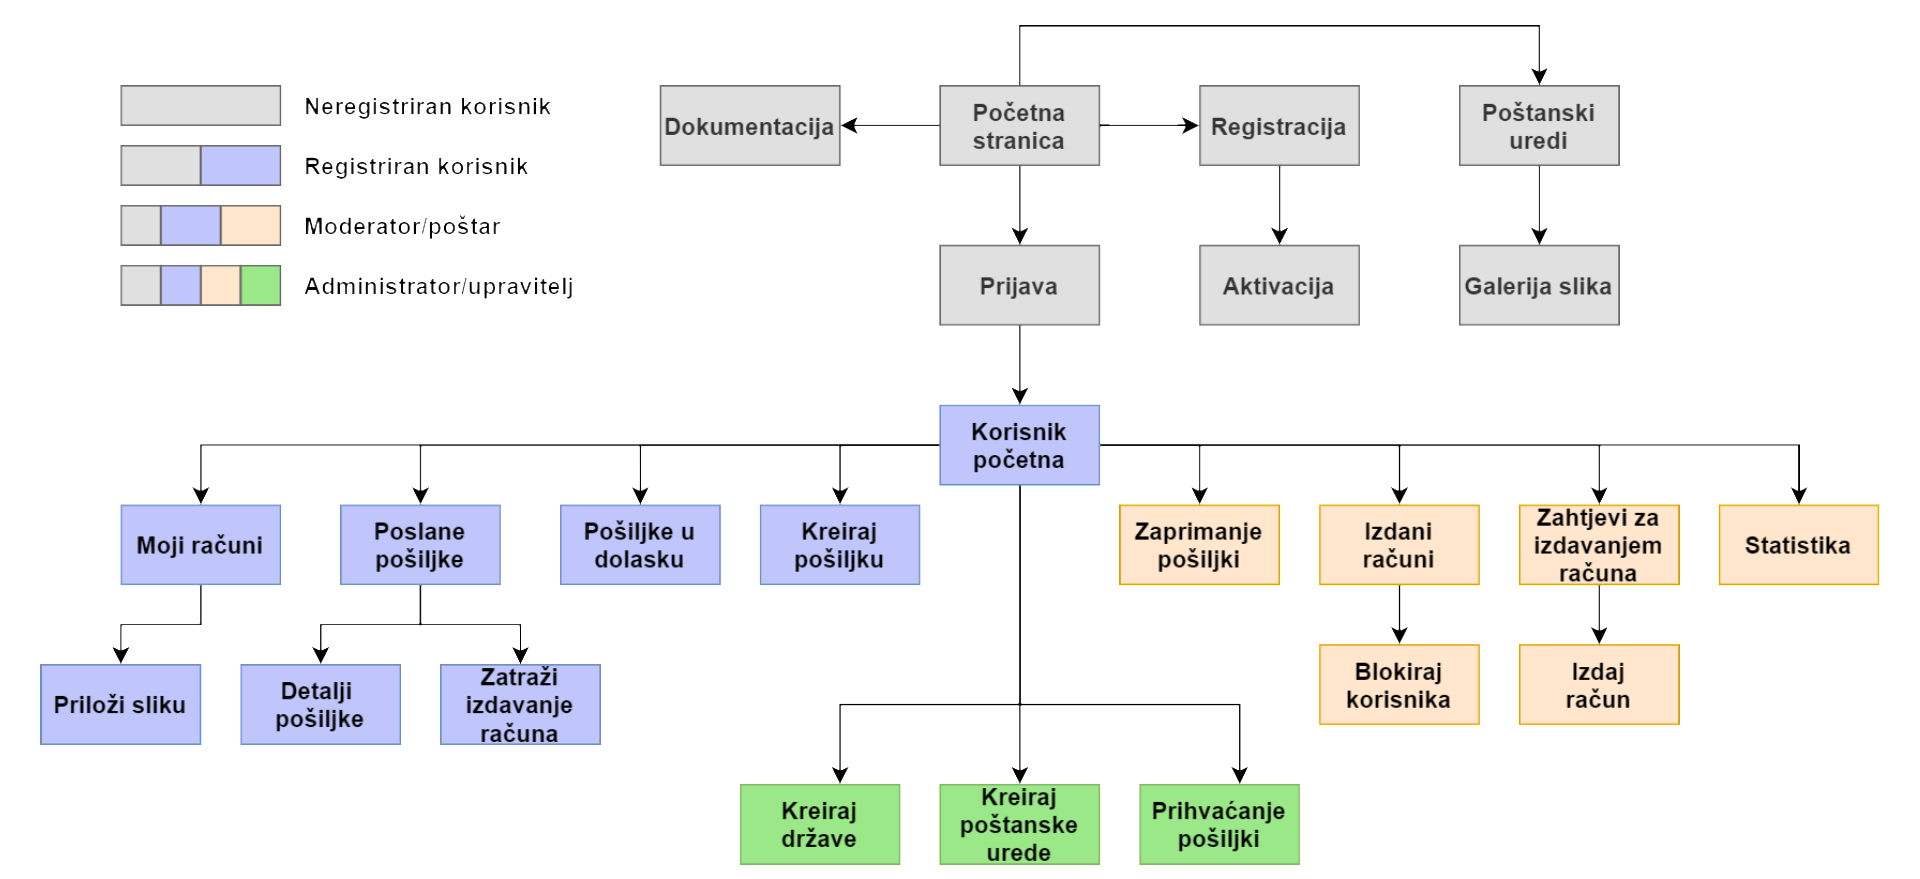 Neregistriran korisnik
Registriran korisnik
Moderator/poštar
Administrator/upravitelj
Dokumentacija
Početna
stranica
Registracija
Poštanski
uredi
Prijava
Aktivacija
Galerija slika
Korisnik
početna
Moji računi
Poslane
pošiljke
Pošiljke u
dolasku
Kreiraj
pošiljku
Zaprimanje
pošiljki
Izdani
računi
Zahtjevi za
izdavanjem
računa
Statistika
Priloži sliku
Detalji
pošiljke
Zatraži
izdavanje
računa
Blokiraj
korisnika
Izdaj
račun
Kreiraj
države
Kreiraj
poštanske
urede
Prihvaćanje
pošiljki